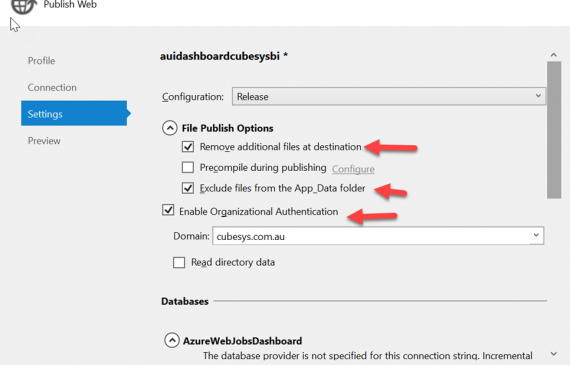 Publish Web
Profile
Connection
Settings
Preview
auidashboardcubesysbi *
Configuration: Release
File Publish Options
Remove additional files at destination
Precompile during publishing Configure
Exclude files from the App_Data folder
Enable Organizational Authentication
Domain: cubesys.com.au
Read directory data
Databases
AzureWebJobsDashboard
The database provider is not specified for this connection string. Incremental